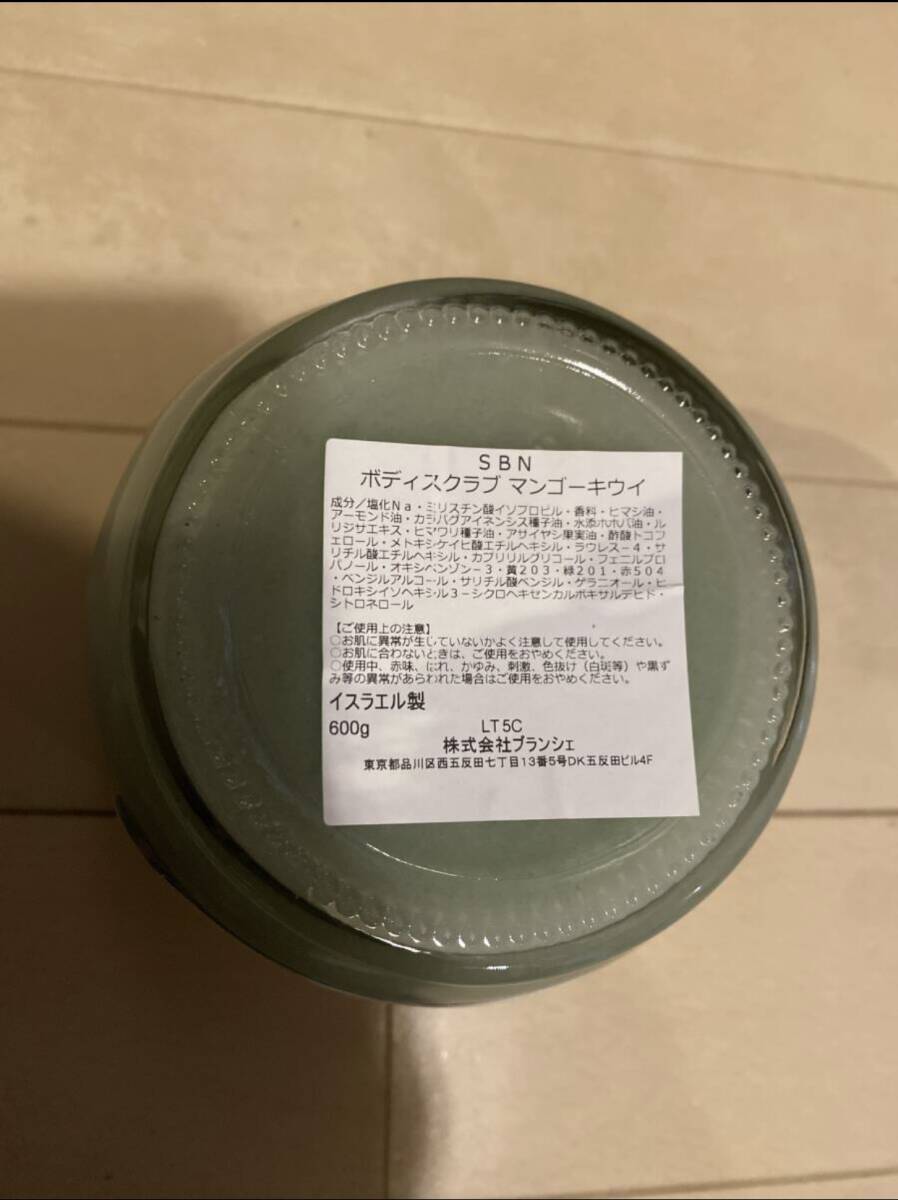 SBN
ボディスクラブ マンゴーキウイ
成分／塩化Na・ミリスチン酸イソプロピル・香料・ヒマシ油・
アーモンド油・カラパグアイネンシス種子油・水添ホホバ油・ル
リジサエキス・ヒマワリ種子油・アサイヤシ果実油・酢酸トコフ
ェロール・メトキシケイヒ酸エチルヘキシル・ラウレス－4・サ
リチル酸エチルヘキシル・カプリリルグリコール・フェニルプロ
パノール・オキシベンゾン－3・黄203・緑201・赤504
・ベンジルアルコール・サリチル酸ベンジル・ゲラニオール・ヒ
ドロキシイソヘキシル3－シクロヘキセンカルボキサルデヒド・
シトロネロール
【ご使用上の注意】
○お肌に異常が生じていないかよく注意して使用してください。
○お肌に合わないときは、ご使用をおやめください。
○使用中、赤味、はれ、かゆみ、刺激、色抜け（白斑等）や黒ず
み等の異常があらわれた場合はご使用をおやめください。
イスラエル製
600g
LT5C
株式会社ブランシェ
東京都品川区西五反田七丁目13番5号DK五反田ビル4F